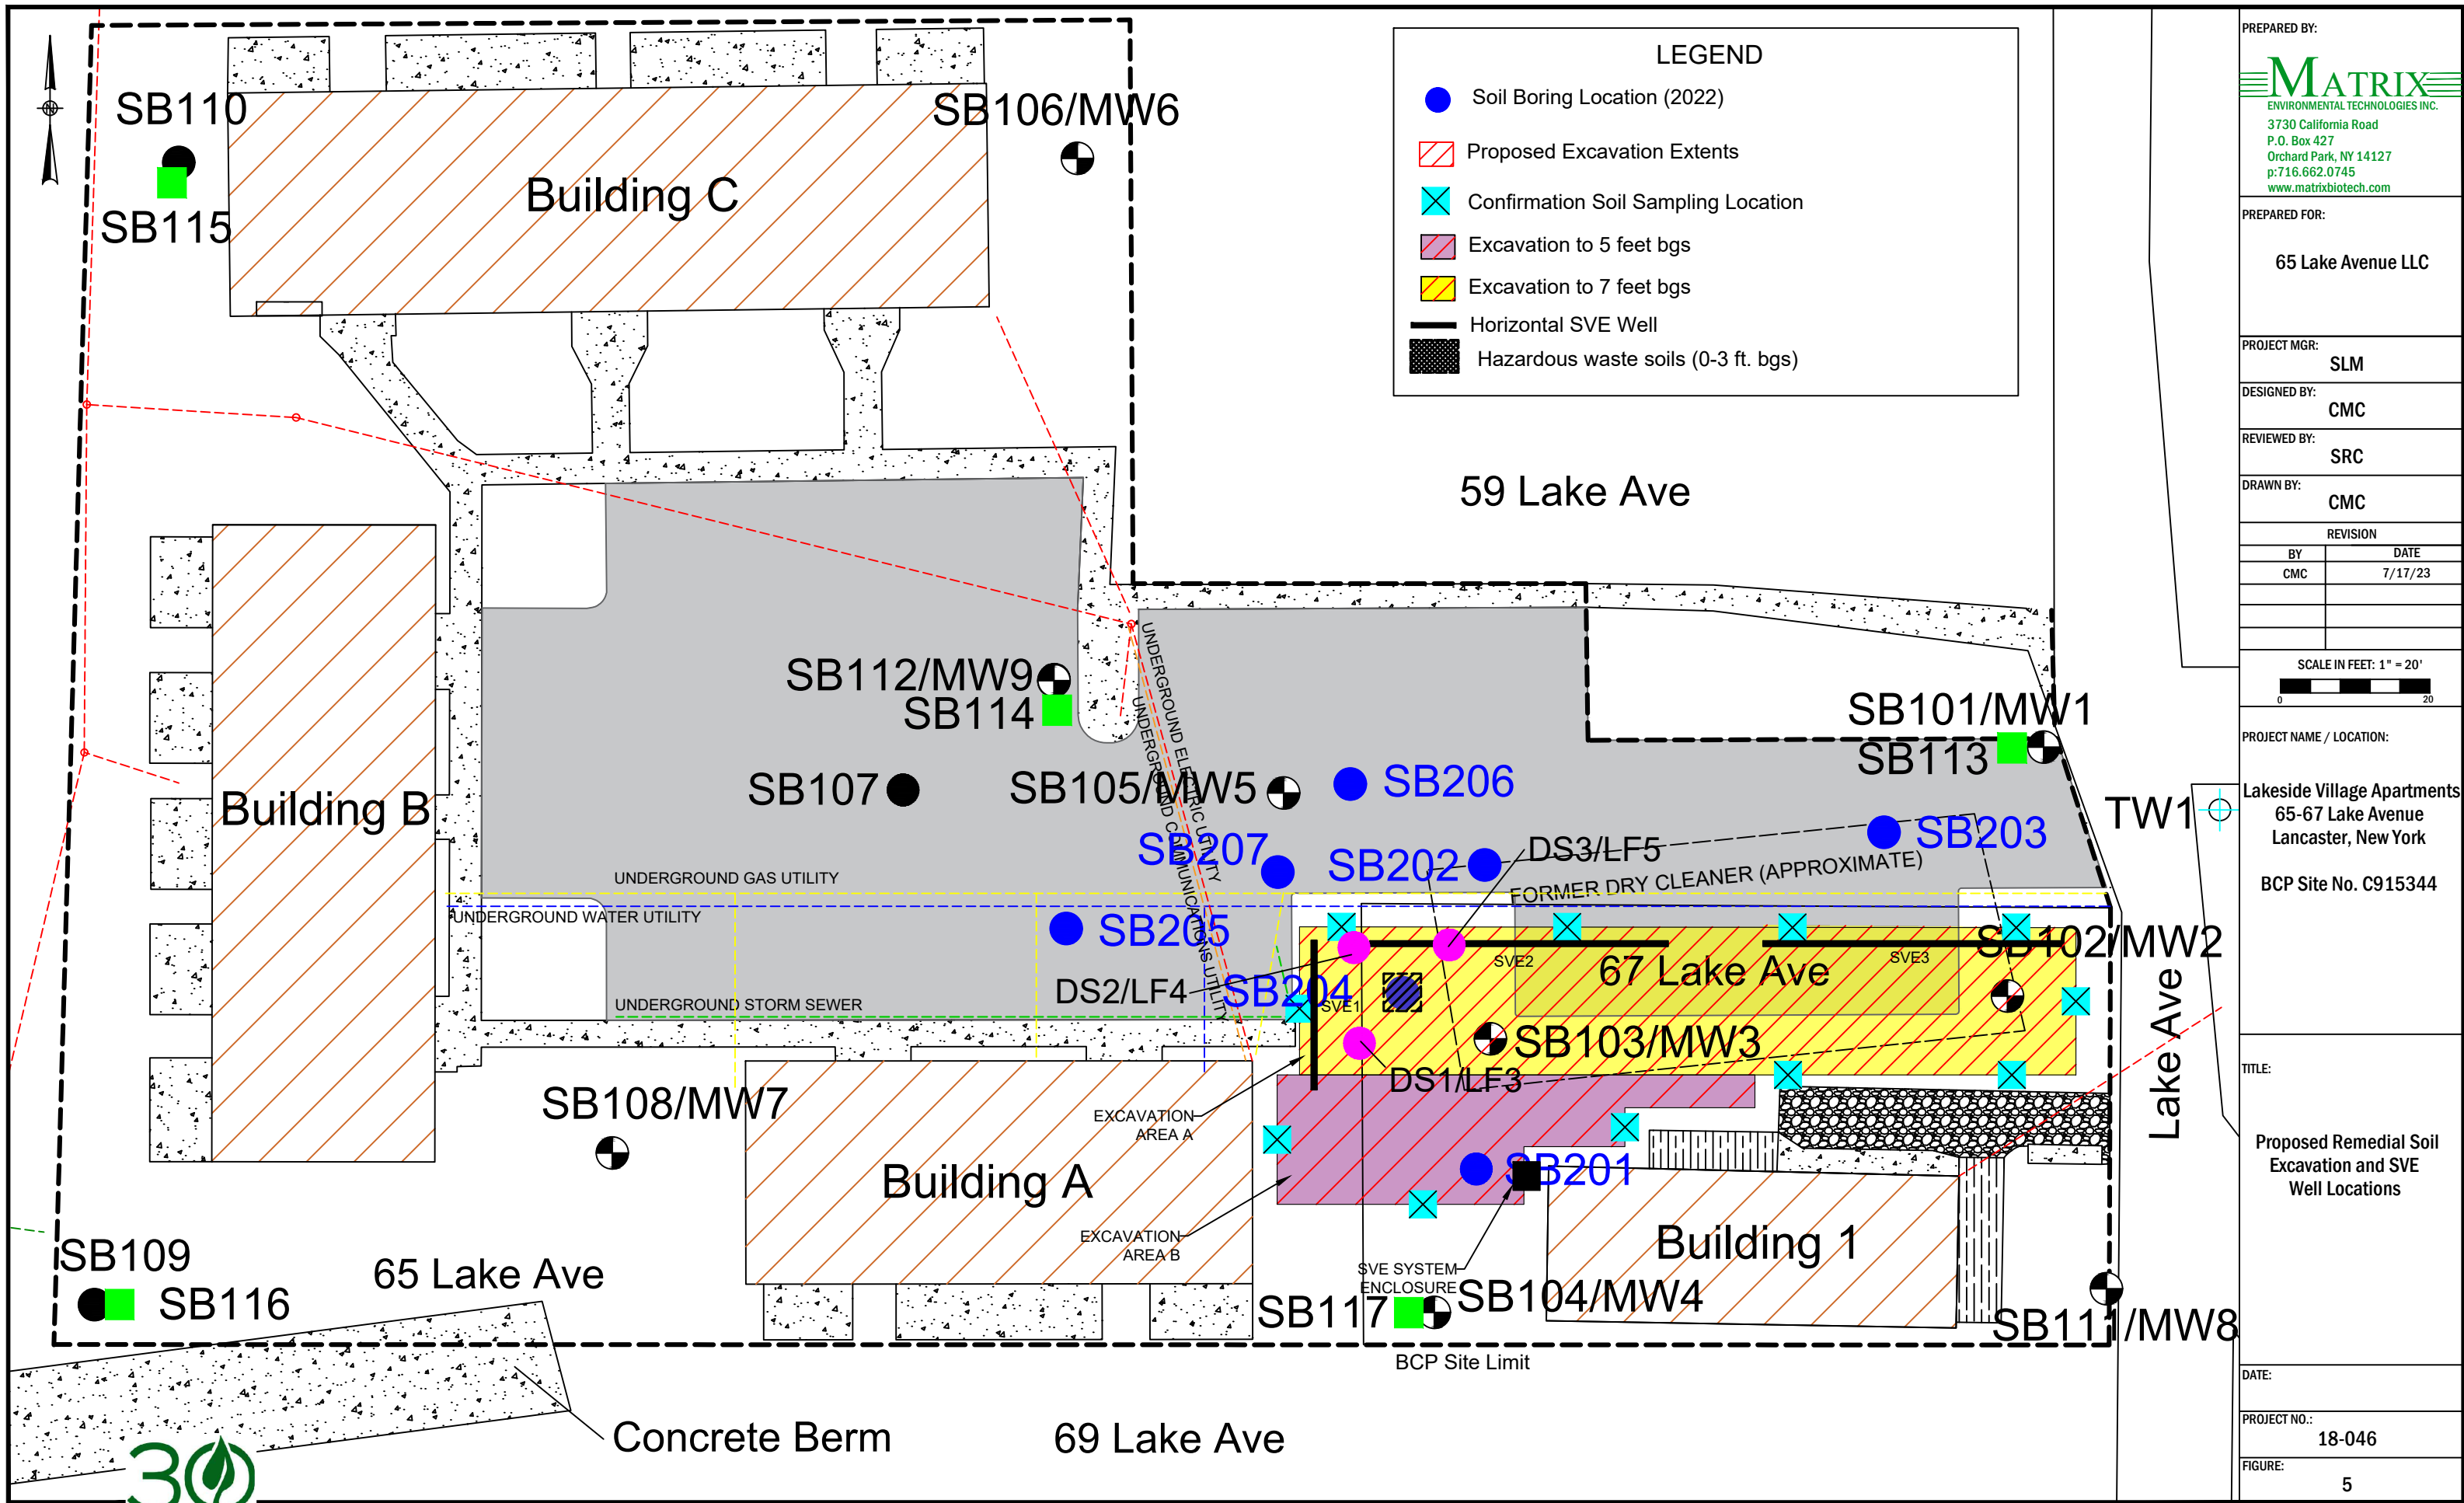 LEGEND
Soil Boring Location (2022)
Proposed Excavation Extents
Confirmation Soil Sampling Location
Excavation to 5 feet bgs
Excavation to 7 feet bgs
Horizontal SVE Well
Hazardous waste soils (0-3 ft. bgs)
N
SB110
SB115
Building C
SB106/MW6
59 Lake Ave
SB112/MW9
SB114
SB107
SB105/MW5
UNDERGROUND ELECTRIC UTILITY
UNDERGROUND COMMUNICATIONS UTILITY
SB206
SB207
SB202
DS3/LF5
SB203
SB101/MW1
SB113
TW1
FORMER DRY CLEANER (APPROXIMATE)
Building B
UNDERGROUND GAS UTILITY
UNDERGROUND WATER UTILITY
SB205
UNDERGROUND STORM SEWER
DS2/LF4
SB204
SVE1
SVE2
67 Lake Ave
SVE3
SB102/MW2
SB103/MW3
DS1/LF3
Lake Ave
SB108/MW7
EXCAVATION
AREA A
Building A
EXCAVATION
AREA B
SB201
Building 1
SVE SYSTEM
ENCLOSURE
SB117
SB104/MW4
SB111/MW8
SB109
SB116
65 Lake Ave
BCP Site Limit
Concrete Berm
69 Lake Ave
30
PREPARED BY:
MATRIX
ENVIRONMENTAL TECHNOLOGIES INC.
3730 California Road
P.O. Box 427
Orchard Park, NY 14127
p:716.662.0745
www.matrixbiotech.com
PREPARED FOR:
65 Lake Avenue LLC
PROJECT MGR:
SLM
DESIGNED BY:
CMC
REVIEWED BY:
SRC
DRAWN BY:
CMC
REVISION
BY DATE
CMC 7/17/23
SCALE IN FEET: 1" = 20'
0 20
PROJECT NAME / LOCATION:
Lakeside Village Apartments
65-67 Lake Avenue
Lancaster, New York
BCP Site No. C915344
TITLE:
Proposed Remedial Soil
Excavation and SVE
Well Locations
DATE:
PROJECT NO.:
18-046
FIGURE:
5